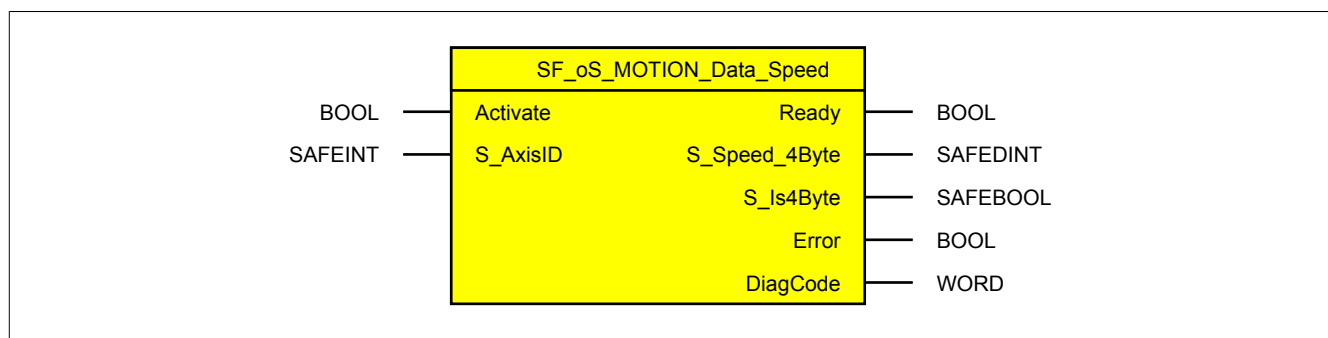 SF_oS_MOTION_Data_Speed
BOOL Activate Ready BOOL
SAFEINT S_AxisID S_Speed_4Byte SAFEDINT
S_Is4Byte SAFEBOOL
Error BOOL
DiagCode WORD